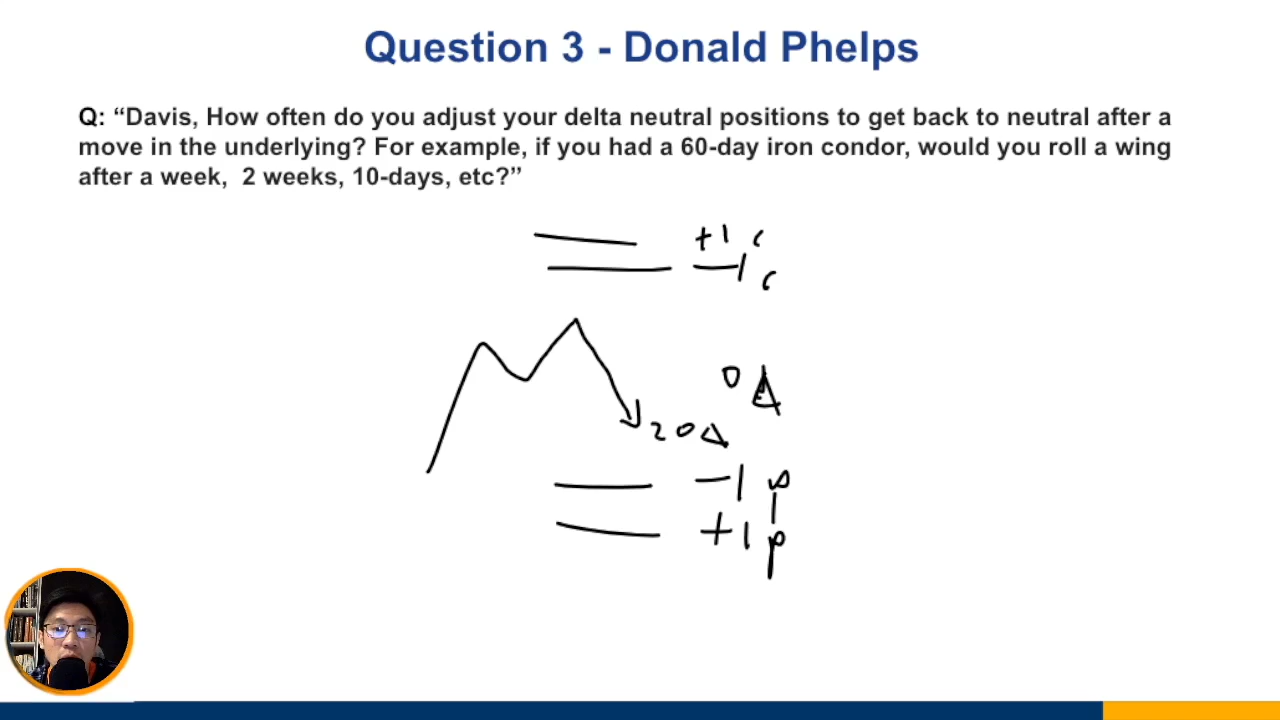 Question 3 - Donald Phelps
Q: “Davis, How often do you adjust your delta neutral positions to get back to neutral after a
move in the underlying? For example, if you had a 60-day iron condor, would you roll a wing
after a week,  2 weeks, 10-days, etc?”
+1 c
-1 c
0 Δ
20 Δ
-1 p
+1 p